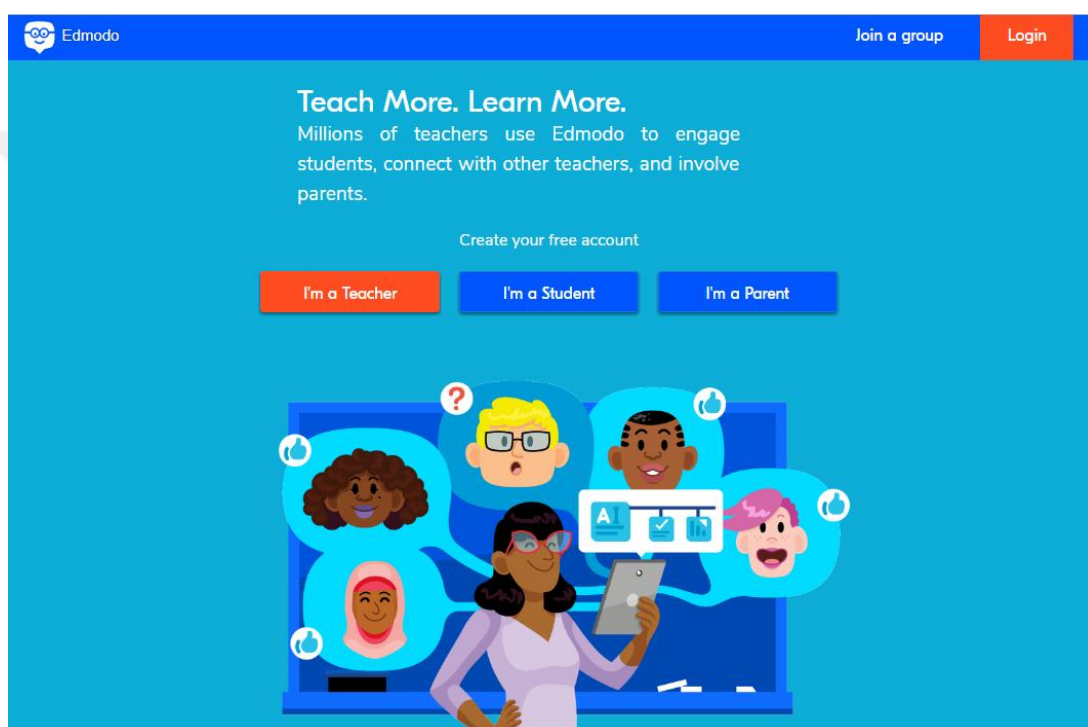 Edmodo
Join a group
Login
Teach More. Learn More.
Millions of teachers use Edmodo to engage
students, connect with other teachers, and involve
parents.
Create your free account
I'm a Teacher
I'm a Student
I'm a Parent
?
A